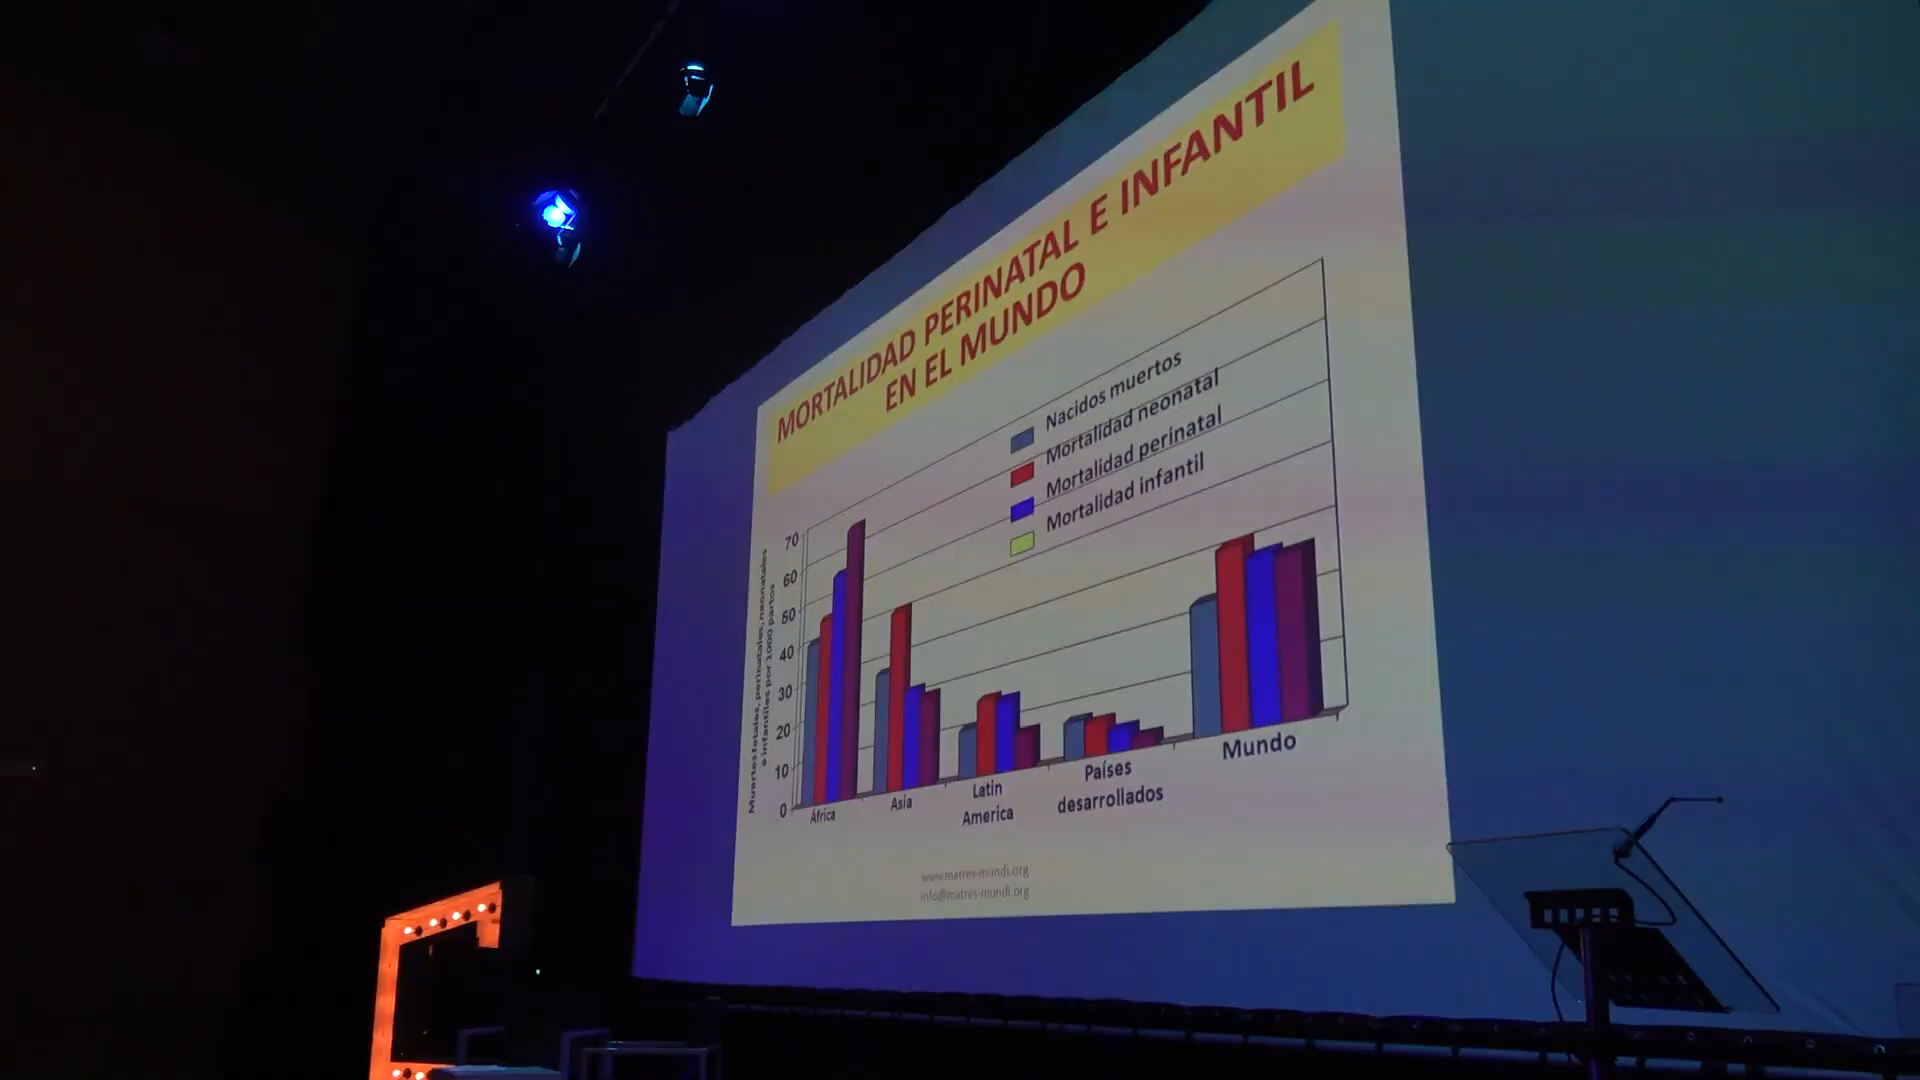 MORTALIDAD PERINATAL E INFANTIL
EN EL MUNDO
Nacidos muertos
Mortalidad neonatal
Mortalidad perinatal
Mortalidad infantil
Muertes fetales, perinatales, neonatales
e infantiles por 1000 partos
70
60
50
40
30
20
10
0
África
Asia
Latin
America
Países
desarrollados
Mundo
www.matres-mundi.org
info@matres-mundi.org